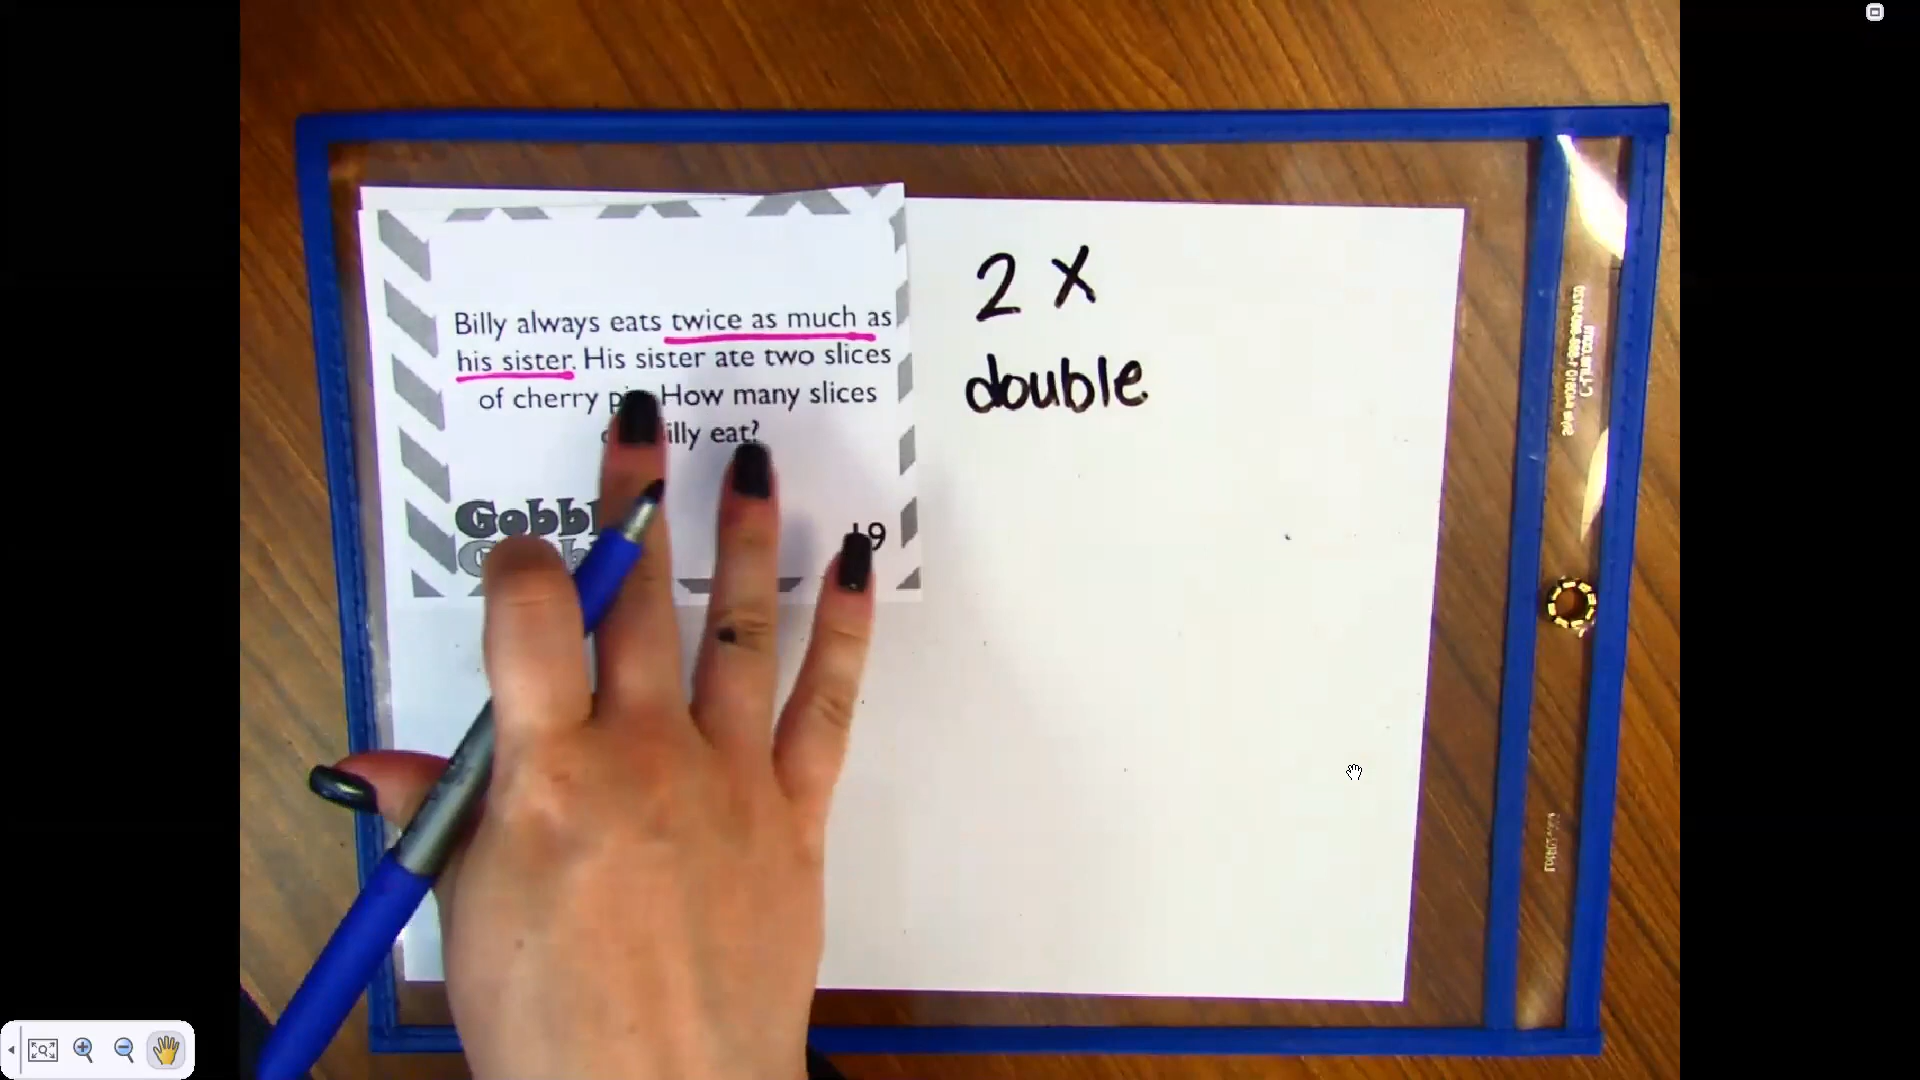 Billy always eats twice as much as
his sister. His sister ate two slices
of cherry How many slices
eat?
19
2 x
double